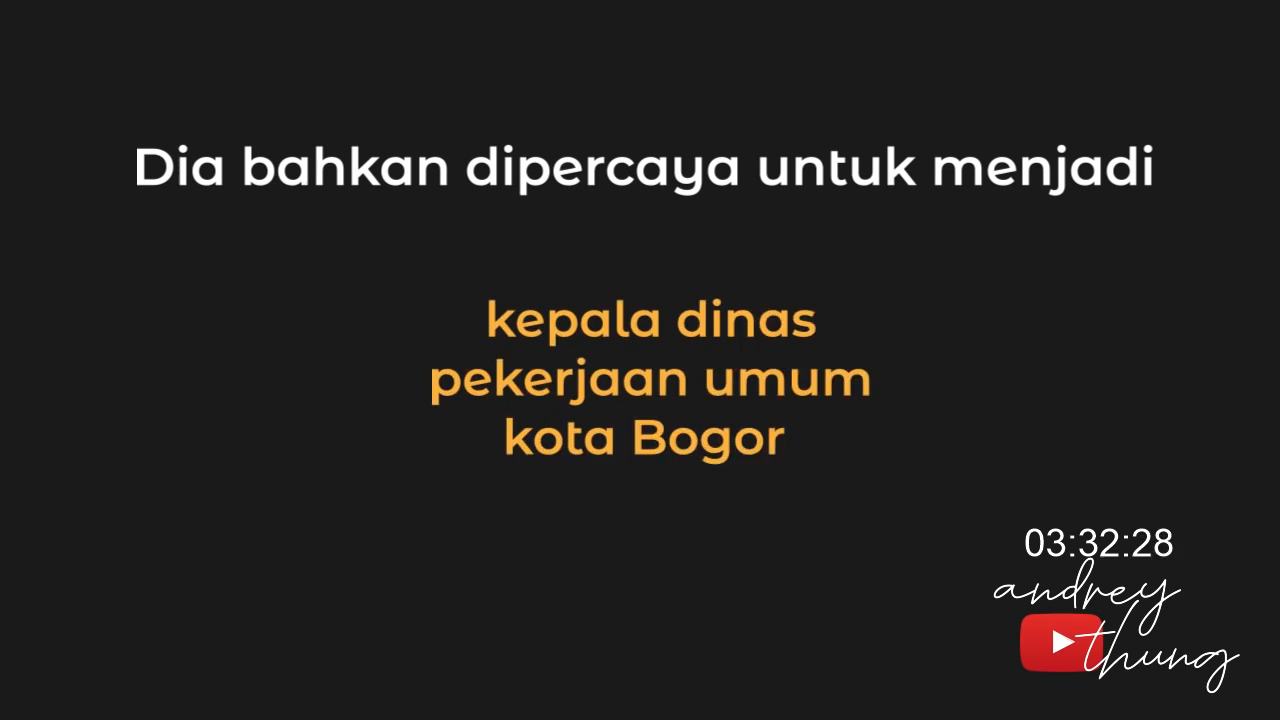 Dia bahkan dipercaya untuk menjadi
kepala dinas
pekerjaan umum
kota Bogor
03:32:28
andrey
thung